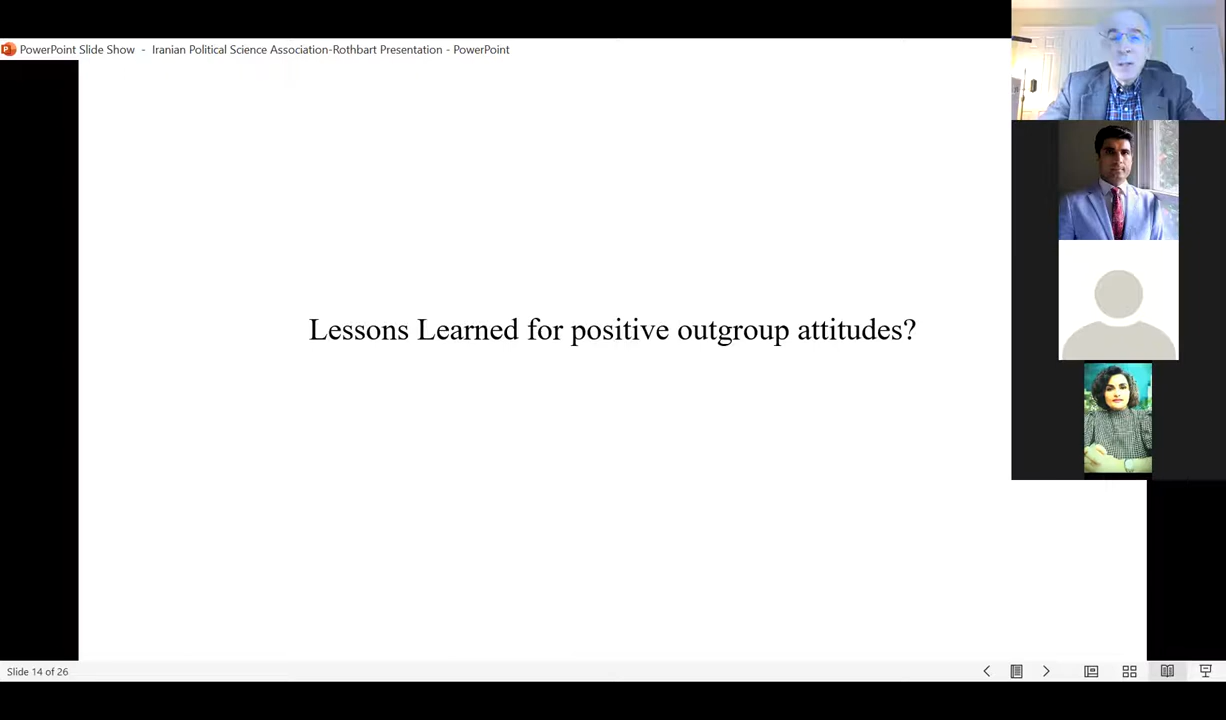 PowerPoint Slide Show - Iranian Political Science Association-Rothbart Presentation - PowerPoint
Lessons Learned for positive outgroup attitudes?
Slide 14 of 26